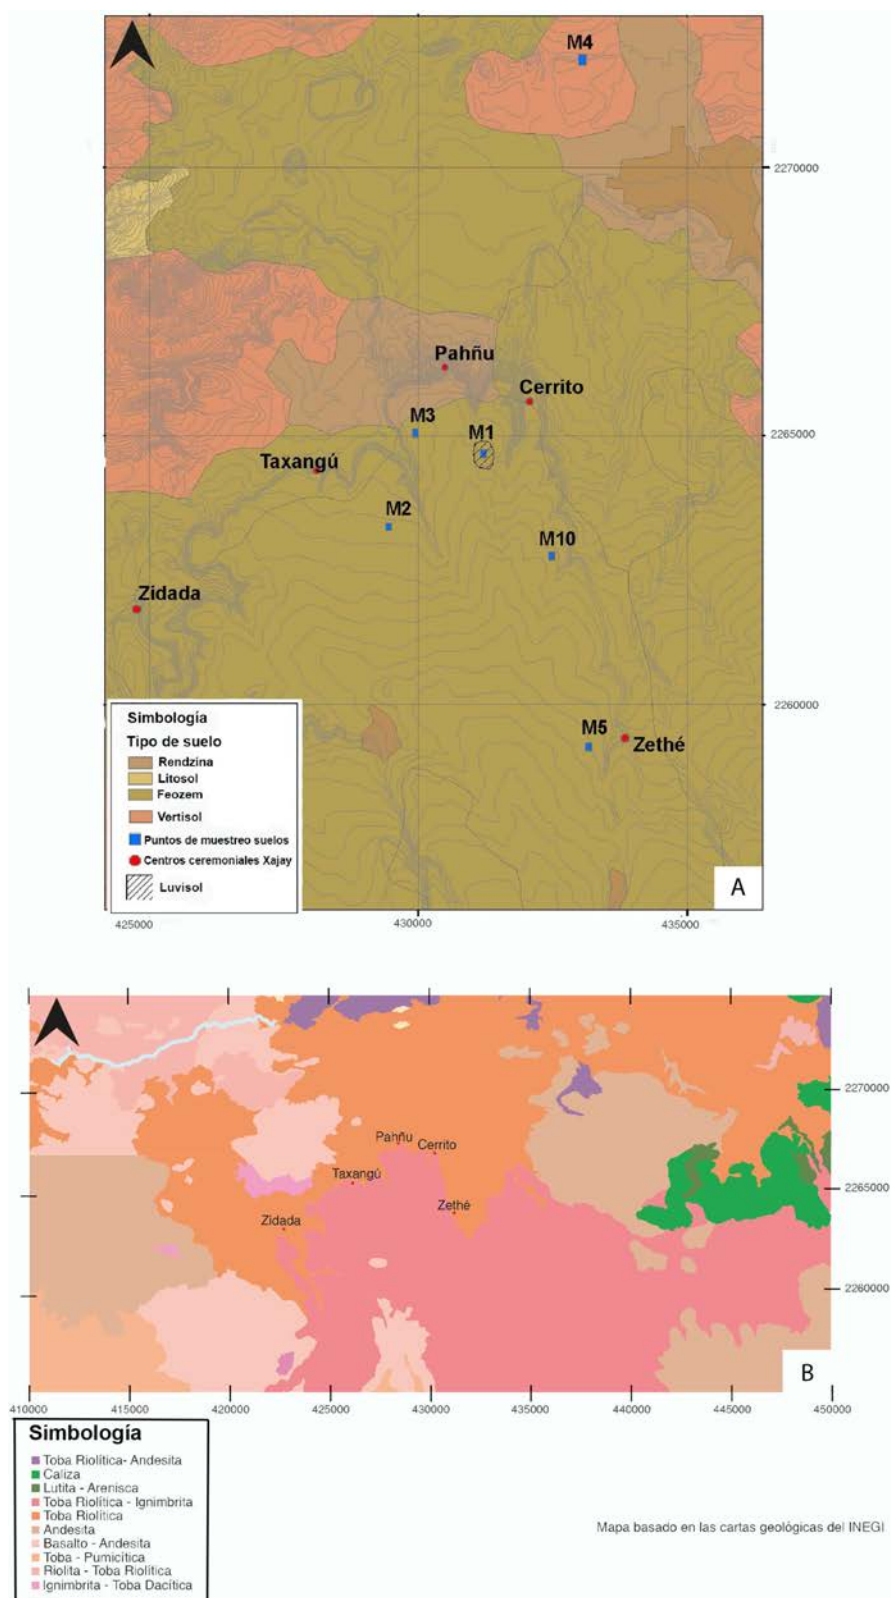 M4
2270000
Pahñu
Cerrito
M3
M1
2265000
Taxangú
M2
M10
Zidada
2260000
M5
Zethé
Simbología
Tipo de suelo
Rendzina
Litosol
Feozem
Vertisol
Puntos de muestreo suelos
Centros ceremoniales Xajay
Luvisol
A
425000
430000
435000
2270000
Pahñu
Cerrito
Taxangú
2265000
Zethé
Zidada
2260000
B
410000
415000
420000
425000
430000
435000
440000
445000
450000
Simbología
Toba Riolítica- Andesita
Caliza
Lutita - Arenisca
Toba Riolítica - Ignimbrita
Toba Riolítica
Andesita
Basalto - Andesita
Toba - Pumicítica
Riolita - Toba Riolítica
Ignimbrita - Toba Dacítica
Mapa basado en las cartas geológicas del INEGI